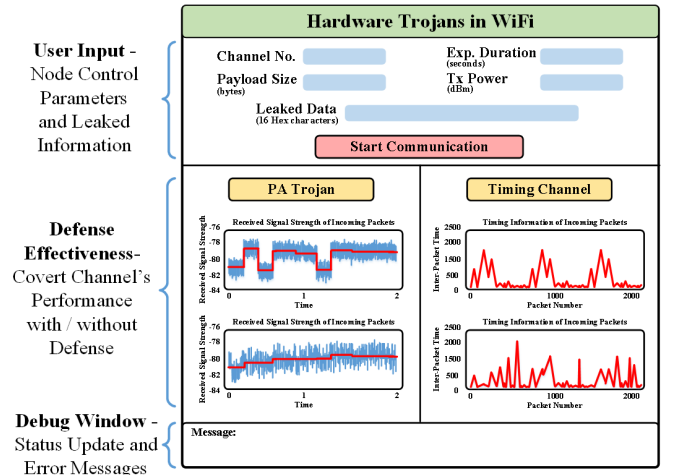 Hardware Trojans in WiFi
User Input -
Node Control
Parameters
and Leaked
Information
Channel No.
Exp. Duration
(seconds)
Payload Size
(bytes)
Tx Power
(dBm)
Leaked Data
(16 Hex characters)
Start Communication
Defense
Effectiveness-
Covert Channel's
Performance
with / without
Defense
PA Trojan
Received Signal Strength of Incoming Packets
Received Signal Strength
-76
-78
-80
-82
-84
0 1 2
Time
Received Signal Strength of Incoming Packets
Received Signal Strength
-76
-78
-80
-82
-84
0 1 2
Time
Timing Channel
Timing Information of Incoming Packets
Inter-Packet Time
2500
2000
1500
500
0
0 1000 2000
Packet Number
Timing Information of Incoming Packets
Inter-Packet Time
2500
2000
1500
500
0
0 1000 2000
Packet Number
Debug Window -
Status Update and
Error Messages
Message: